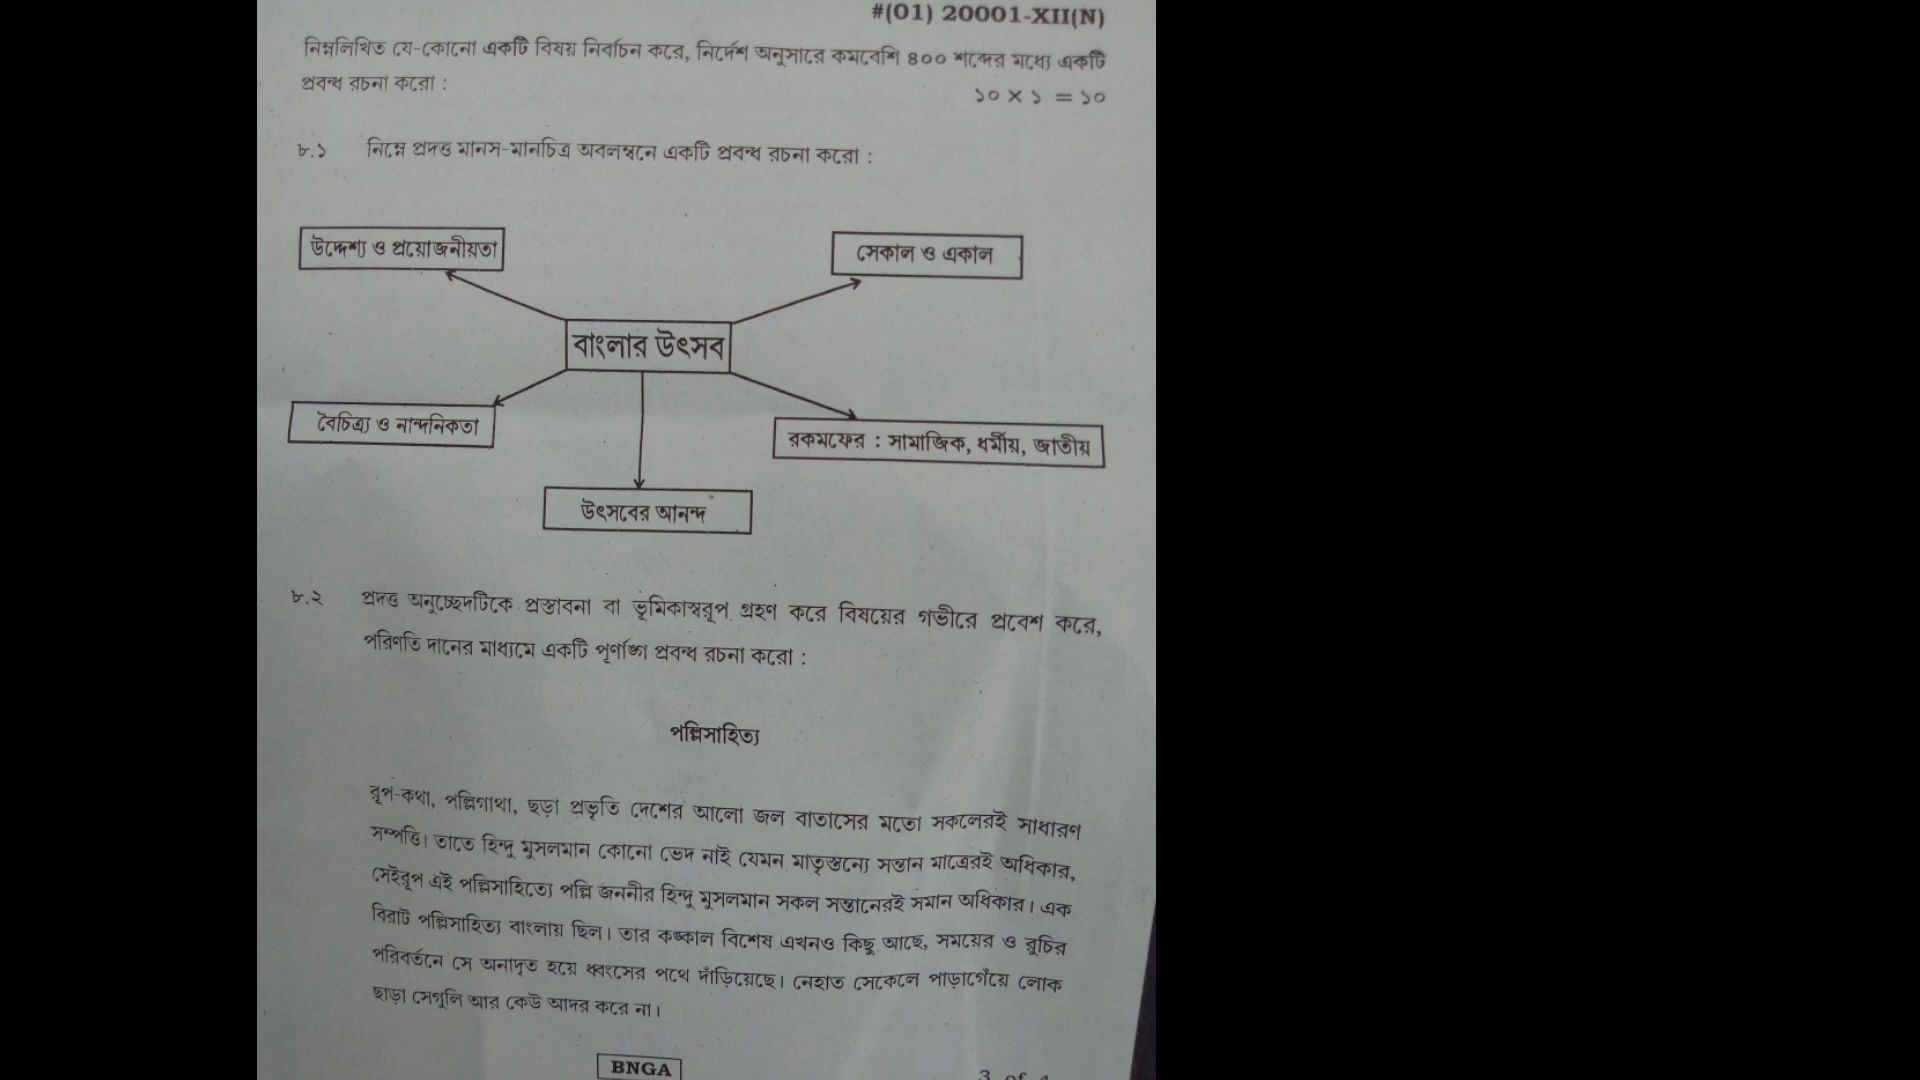 #(01) 20001-XII(N)
নিম্নলিখিত যে-কোনো একটি বিষয় নির্বাচন করে, নির্দেশ অনুসারে কমবেশি ৪০০ শব্দের মধ্যে একটি
প্রবন্ধ রচনা করো :
১০ × ১ = ১০
৮.১ নিম্নে প্রদত্ত মানস-মানচিত্র অবলম্বনে একটি প্রবন্ধ রচনা করো :
উদ্দেশ্য ও প্রয়োজনীয়তা
সেকাল ও একাল
বাংলার উৎসব
বৈচিত্র্য ও নান্দনিকতা
রকমফের : সামাজিক, ধর্মীয়, জাতীয়
উৎসবের আনন্দ
৮.২ প্রদত্ত অনুচ্ছেদটিকে প্রস্তাবনা বা ভূমিকাস্বরূপ গ্রহণ করে বিষয়ের গভীরে প্রবেশ করে,
পরিণতি দানের মাধ্যমে একটি পূর্ণাঙ্গ প্রবন্ধ রচনা করো :
পল্লিসাহিত্য
রূপ-কথা, পল্লিগাথা, ছড়া প্রভৃতি দেশের আলো জল বাতাসের মতো সকলেরই সাধারণ
সম্পত্তি। তাতে হিন্দু মুসলমান কোনো ভেদ নাই যেমন মাতৃস্তন্যে সন্তান মাত্রেরই অধিকার,
সেইরূপ এই পল্লিসাহিত্যে পল্লি জননীর হিন্দু মুসলমান সকল সন্তানেরই সমান অধিকার। এক
বিরাট পল্লিসাহিত্য বাংলায় ছিল। তার কঙ্কাল বিশেষ এখনও কিছু আছে, সময়ের ও রুচির
পরিবর্তনে সে অনাদৃত হয়ে ধ্বংসের পথে দাঁড়িয়েছে। নেহাত সেকেলে পাড়াগেঁয়ে লোক
ছাড়া সেগুলি আর কেউ আদর করে না।
BNGA
3 of 4